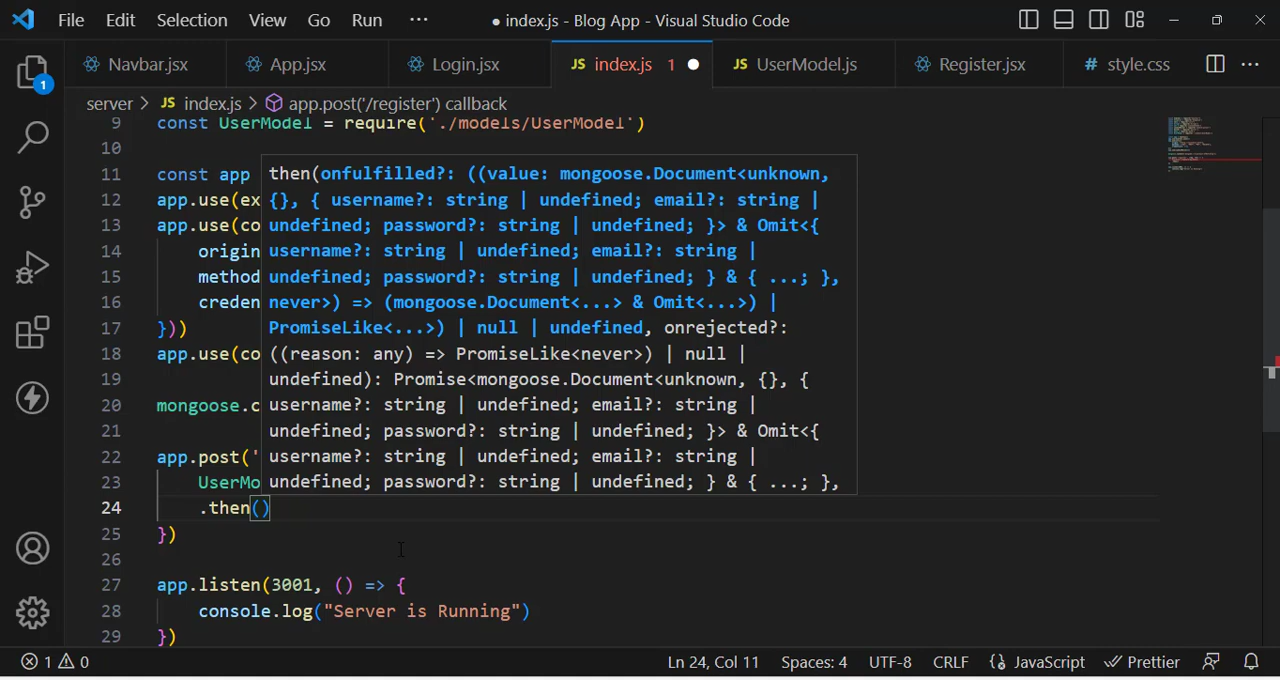 File Edit Selection View Go Run ··· ● index.js - Blog App - Visual Studio Code
Navbar.jsx App.jsx Login.jsx JS index.js 1 ● JS UserModel.js Register.jsx # style.css ···
1
server > JS index.js > app.post('/register') callback
9 const UserModel = require('./models/UserModel')
10
11 const app
12 app.use(ex
13 app.use(co
14 origin
15 method
16 creden
17 }))
18 app.use(co
19
20 mongoose.c
21
22 app.post('
23 UserMo
24 .then()
25 })
26
27 app.listen(3001, () => {
28 console.log("Server is Running")
29 })
then(onfulfilled?: ((value: mongoose.Document<unknown,
{}, { username?: string | undefined; email?: string |
undefined; password?: string | undefined; }> & Omit<{
username?: string | undefined; email?: string |
undefined; password?: string | undefined; } & { ...; },
never>) => (mongoose.Document<...> & Omit<...>) |
PromiseLike<...>) | null | undefined, onrejected?:
((reason: any) => PromiseLike<never>) | null |
undefined): Promise<mongoose.Document<unknown, {}, {
username?: string | undefined; email?: string |
undefined; password?: string | undefined; }> & Omit<{
username?: string | undefined; email?: string |
undefined; password?: string | undefined; } & { ...; },
1 0 Ln 24, Col 11 Spaces: 4 UTF-8 CRLF JavaScript Prettier